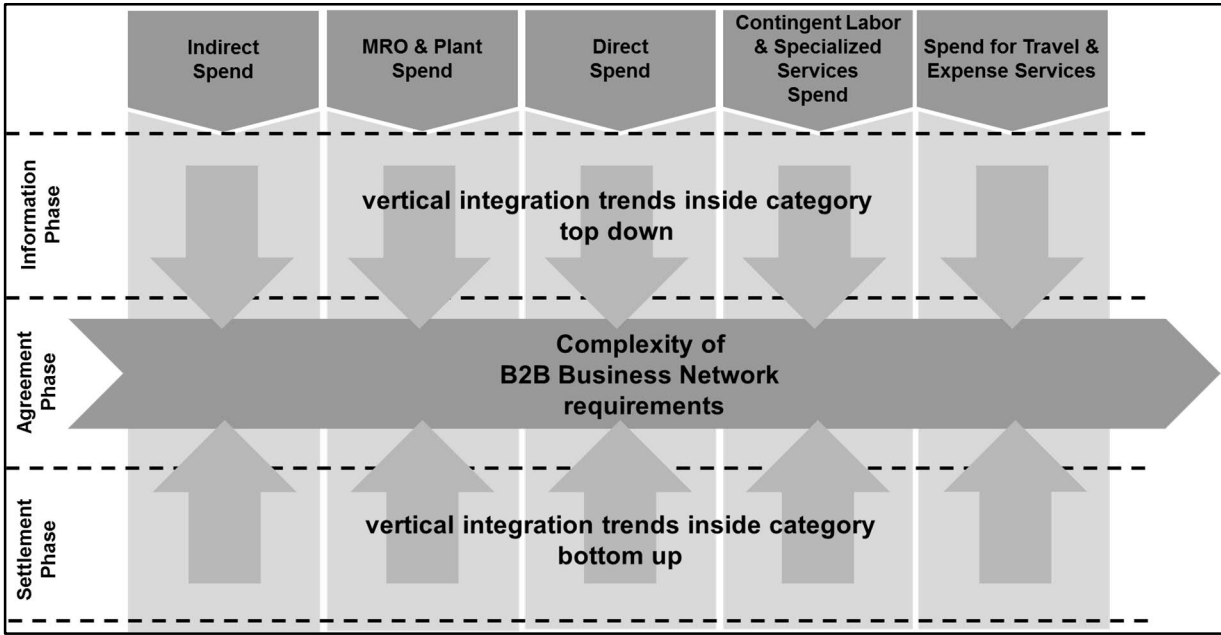 Indirect
Spend
MRO & Plant
Spend
Direct
Spend
Contingent Labor
& Specialized
Services
Spend
Spend for Travel &
Expense Services
Information
Phase
vertical integration trends inside category
top down
Agreement
Phase
Complexity of
B2B Business Network
requirements
Settlement
Phase
vertical integration trends inside category
bottom up